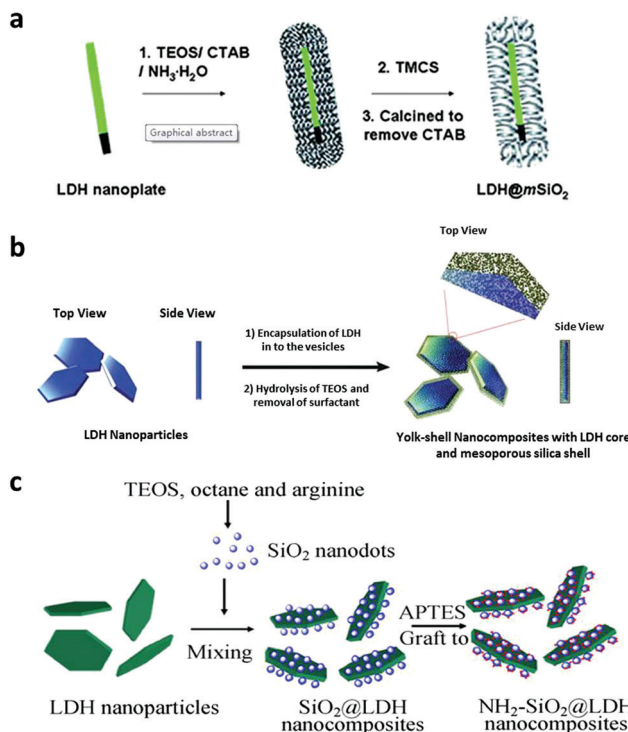 a
1. TEOS/ CTAB
/ NH₃·H₂O
2. TMCS
Graphical abstract
3. Calcined to
remove CTAB
LDH nanoplate
LDH@mSiO₂
b
Top View
Top View
Side View
1) Encapsulation of LDH
in to the vesicles
Side View
2) Hydrolysis of TEOS and
removal of surfactant
LDH Nanoparticles
Yolk-shell Nanocomposites with LDH core
and mesoporous silica shell
c
TEOS, octane and arginine
SiO₂ nanodots
APTES
Mixing
Graft to
LDH nanoparticles
SiO₂@LDH
nanocomposites
NH₂-SiO₂@LDH
nanocomposites